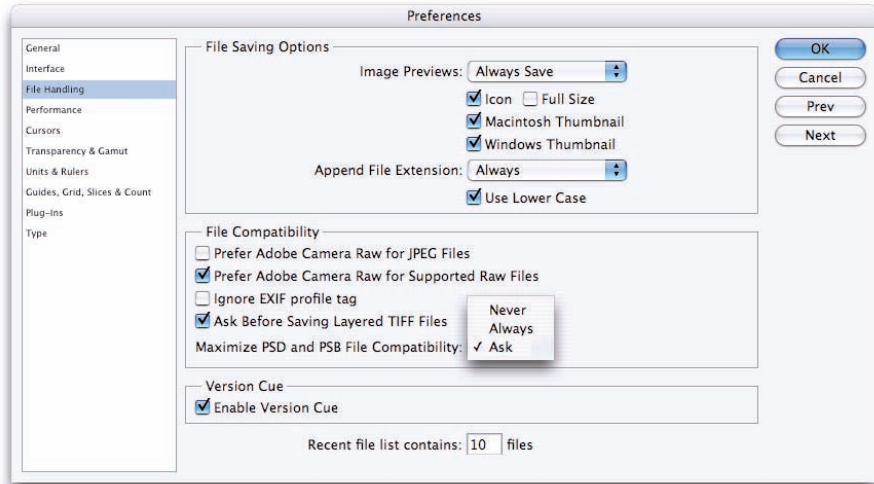 Preferences
General
Interface
File Handling
Performance
Cursors
Transparency & Gamut
Units & Rulers
Guides, Grid, Slices & Count
Plug-Ins
Type
File Saving Options
Image Previews: Always Save
Icon Full Size
Macintosh Thumbnail
Windows Thumbnail
Append File Extension: Always
Use Lower Case
File Compatibility
Prefer Adobe Camera Raw for JPEG Files
Prefer Adobe Camera Raw for Supported Raw Files
Ignore EXIF profile tag
Ask Before Saving Layered TIFF Files
Maximize PSD and PSB File Compatibility:
Never
Always
✓ Ask
Version Cue
Enable Version Cue
Recent file list contains: 10 files
OK
Cancel
Prev
Next